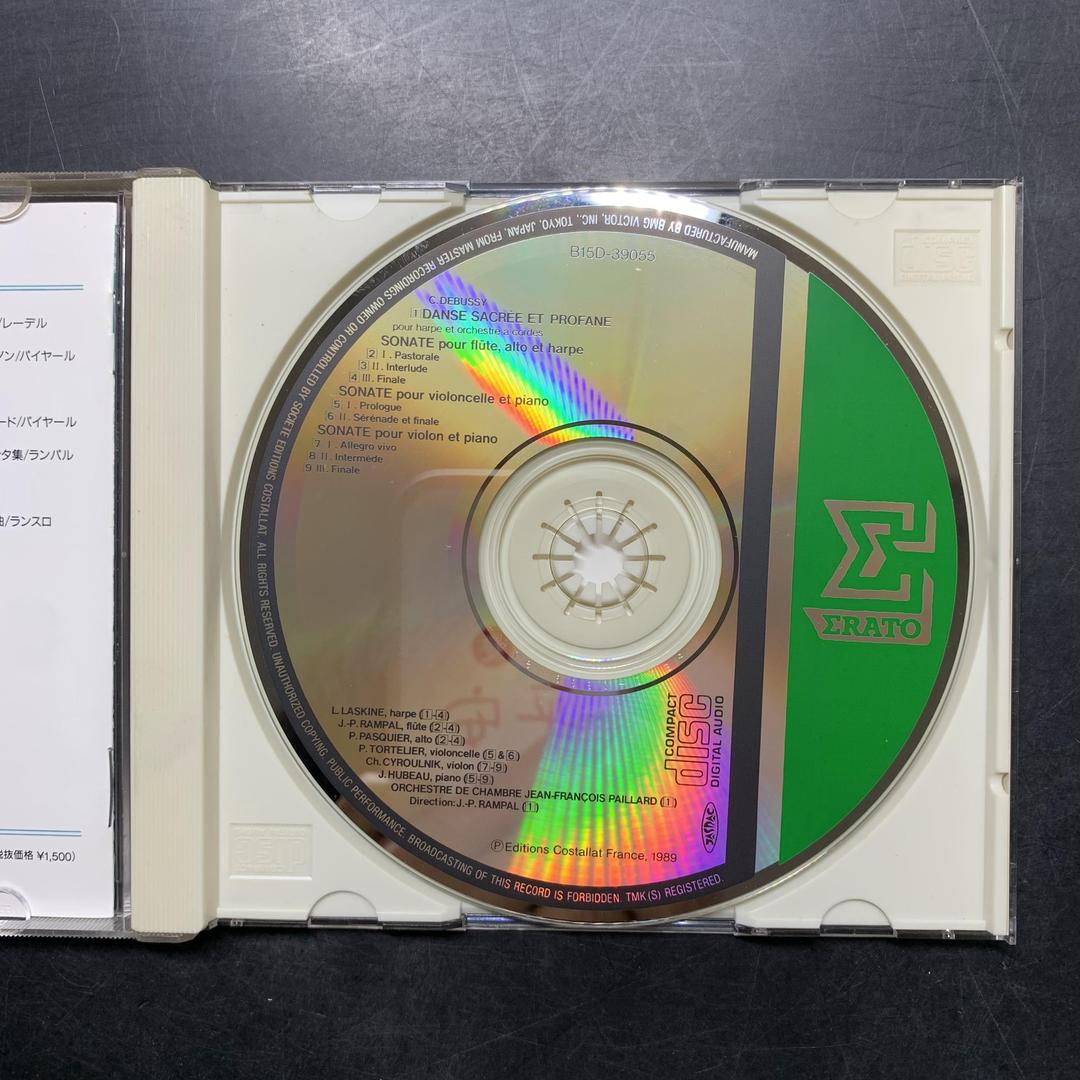 /レーデル
ソン/パイヤール
ード/パイヤール
ナタ集/ランパル
曲/ランスロ
税抜価格 ¥1,500)
MANUFACTURED BY BMG VICTOR, INC., TOKYO, JAPAN, FROM MASTER RECORDINGS OWNED OR CONTROLLED BY SOCIETE EDITIONS COSTALLAT. ALL RIGHTS RESERVED. UNAUTHORIZED COPYING, PUBLIC PERFORMANCE, BROADCASTING OF THIS RECORD IS FORBIDDEN. TMK(S) REGISTERED.
B15D-39055
C.DEBUSSY
1 DANSE SACRÉE ET PROFANE
pour harpe et orchestre à cordes
SONATE pour flûte, alto et harpe
2 I. Pastorale
3 II. Interlude
4 III. Finale
SONATE pour violoncelle et piano
5 I. Prologue
6 II. Sérénade et finale
SONATE pour violon et piano
7 I. Allegro vivo
8 II. Intermède
9 III. Finale
L. LASKINE, harpe (1-4)
J.-P. RAMPAL, flûte (2-4)
P. PASQUIER, alto (2-4)
P. TORTELIER, violoncelle (5 & 6)
Ch. CYROULNIK, violon (7-9)
J. HUBEAU, piano (5-9)
ORCHESTRE DE CHAMBRE JEAN-FRANÇOIS PAILLARD (1)
Direction: J.-P. RAMPAL (1)
℗ Editions Costallat France, 1989
COMPACT
disc
DIGITAL AUDIO
JASRAC
ΣRATO